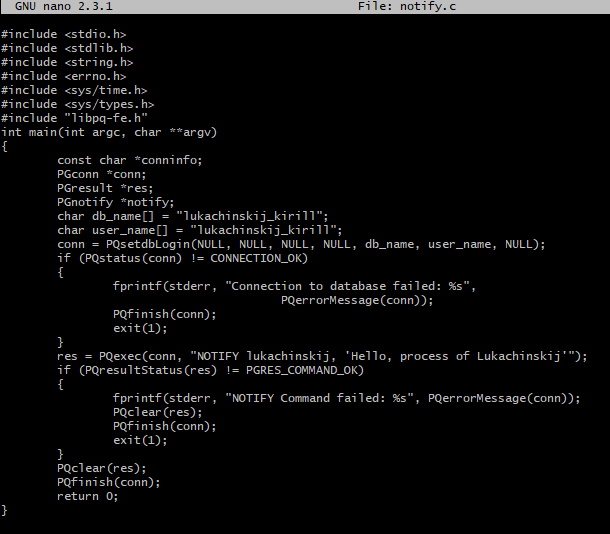 GNU nano 2.3.1 File: notify.c
#include <stdio.h>
#include <stdlib.h>
#include <string.h>
#include <errno.h>
#include <sys/time.h>
#include <sys/types.h>
#include "libpq-fe.h"
int main(int argc, char **argv)
{
        const char *conninfo;
        PGconn *conn;
        PGresult *res;
        PGnotify *notify;
        char db_name[] = "lukachinskij_kirill";
        char user_name[] = "lukachinskij_kirill";
        conn = PQsetdbLogin(NULL, NULL, NULL, NULL, db_name, user_name, NULL);
        if (PQstatus(conn) != CONNECTION_OK)
        {
                fprintf(stderr, "Connection to database failed: %s",
                                        PQerrorMessage(conn));
                PQfinish(conn);
                exit(1);
        }
        res = PQexec(conn, "NOTIFY lukachinskij, 'Hello, process of Lukachinskij'");
        if (PQresultStatus(res) != PGRES_COMMAND_OK)
        {
                fprintf(stderr, "NOTIFY Command failed: %s", PQerrorMessage(conn));
                PQclear(res);
                PQfinish(conn);
                exit(1);
        }
        PQclear(res);
        PQfinish(conn);
        return 0;
}